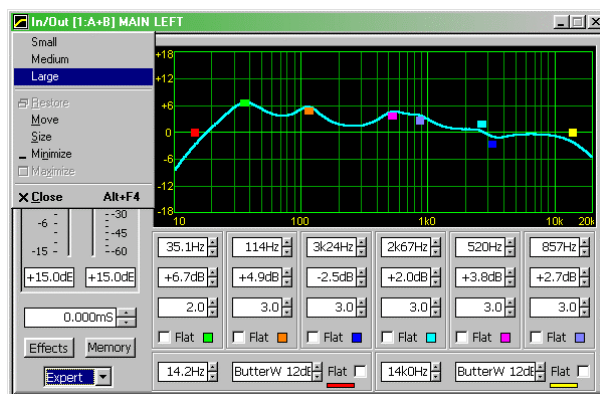 In/Out [1:A+B] MAIN LEFT
Small
Medium
Large
Restore
Move
Size
Minimize
Maximize
Close Alt+F4
+18
+12
+6
0
-6
-12
-18
10 100 1k0 10k 20k
-6 -30
-45
-15 -60
+15.0dE +15.0dE
0.000mS
Effects Memory
Expert
35.1Hz 114Hz 3k24Hz 2k67Hz 520Hz 857Hz
+6.7dB +4.9dB -2.5dB +2.0dB +3.8dB +2.7dB
2.0 3.0 3.0 3.0 3.0 3.0
Flat Flat Flat Flat Flat Flat
14.2Hz ButterW 12dE Flat 14k0Hz ButterW 12dE Flat